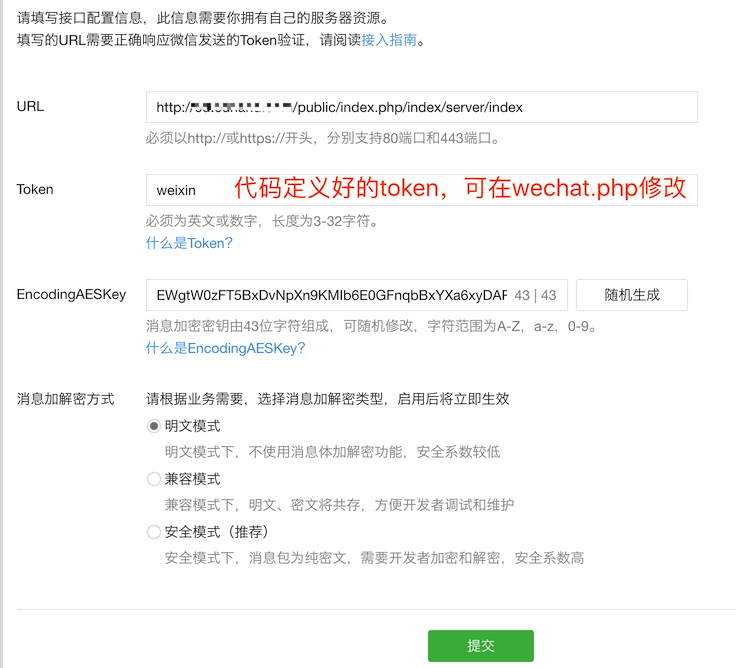 请填写接口配置信息，此信息需要你拥有自己的服务器资源。
填写的URL需要正确响应微信发送的Token验证，请阅读接入指南。
URL
http:// /public/index.php/index/server/index
必须以http://或https://开头，分别支持80端口和443端口。
Token
weixin 代码定义好的token，可在wechat.php修改
必须为英文或数字，长度为3-32字符。
什么是Token?
EncodingAESKey
EWgtW0zFT5BxDvNpXn9KMIb6E0GFnqbBxYXa6xyDAF 43 | 43 随机生成
消息加密密钥由43位字符组成，可随机修改，字符范围为A-Z，a-z，0-9。
什么是EncodingAESKey?
消息加解密方式 请根据业务需要，选择消息加解密类型，启用后将立即生效
明文模式
明文模式下，不使用消息体加解密功能，安全系数较低
兼容模式
兼容模式下，明文、密文将共存，方便开发者调试和维护
安全模式（推荐）
安全模式下，消息包为纯密文，需要开发者加密和解密，安全系数高
提交